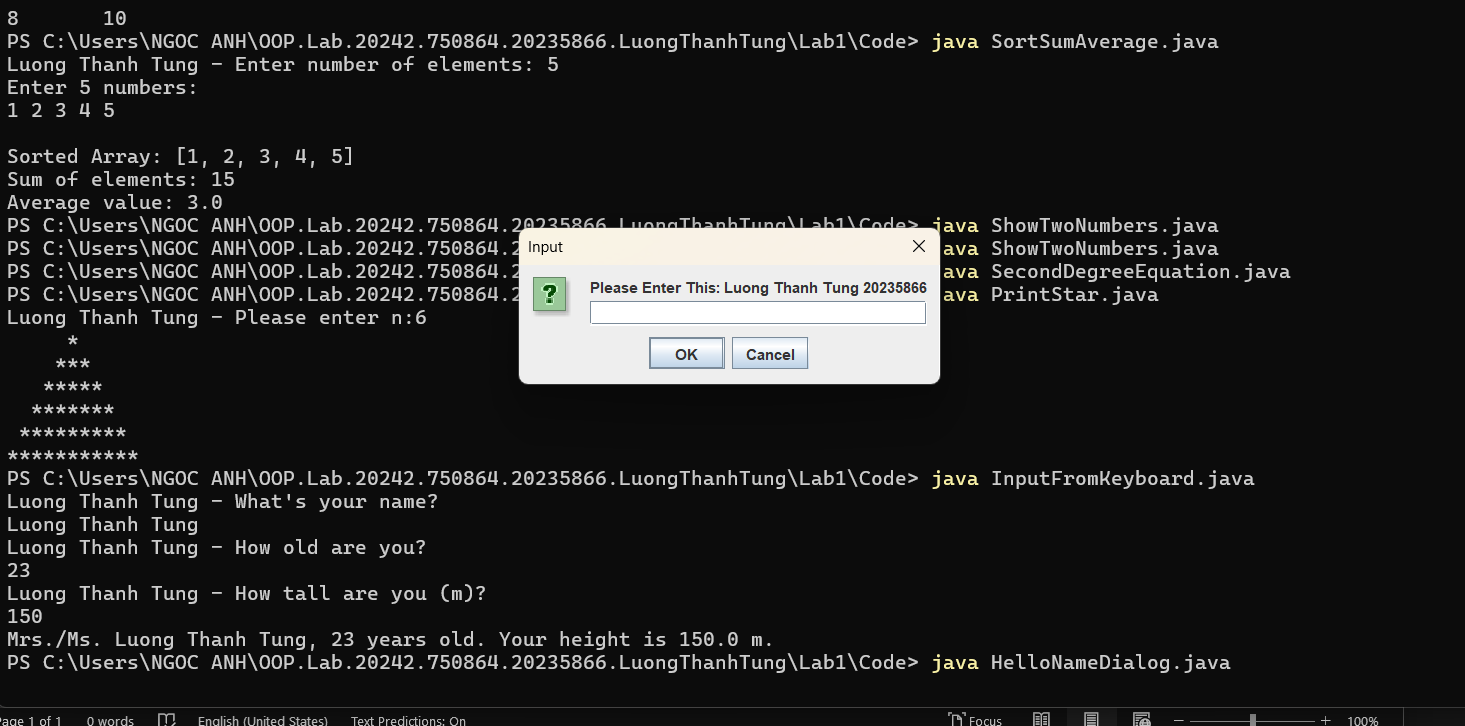 8       10
PS C:\Users\NGOC ANH\OOP.Lab.20242.750864.20235866.LuongThanhTung\Lab1\Code> java SortSumAverage.java
Luong Thanh Tung - Enter number of elements: 5
Enter 5 numbers:
1 2 3 4 5
Sorted Array: [1, 2, 3, 4, 5]
Sum of elements: 15
Average value: 3.0
PS C:\Users\NGOC ANH\OOP.Lab.20242.750864.20235866.LuongThanhTung\Lab1\Code> java ShowTwoNumbers.java
PS C:\Users\NGOC ANH\OOP.Lab.20242.750864.2 ava ShowTwoNumbers.java
PS C:\Users\NGOC ANH\OOP.Lab.20242.750864.2 ava SecondDegreeEquation.java
PS C:\Users\NGOC ANH\OOP.Lab.20242.750864.2 ava PrintStar.java
Input
Please Enter This: Luong Thanh Tung 20235866
OK Cancel
Luong Thanh Tung - Please enter n:6
     *
    ***
   *****
  *******
 *********
***********
PS C:\Users\NGOC ANH\OOP.Lab.20242.750864.20235866.LuongThanhTung\Lab1\Code> java InputFromKeyboard.java
Luong Thanh Tung - What's your name?
Luong Thanh Tung
Luong Thanh Tung - How old are you?
23
Luong Thanh Tung - How tall are you (m)?
150
Mrs./Ms. Luong Thanh Tung, 23 years old. Your height is 150.0 m.
PS C:\Users\NGOC ANH\OOP.Lab.20242.750864.20235866.LuongThanhTung\Lab1\Code> java HelloNameDialog.java
Page 1 of 1 0 words English (United States) Text Predictions: On Focus 100%